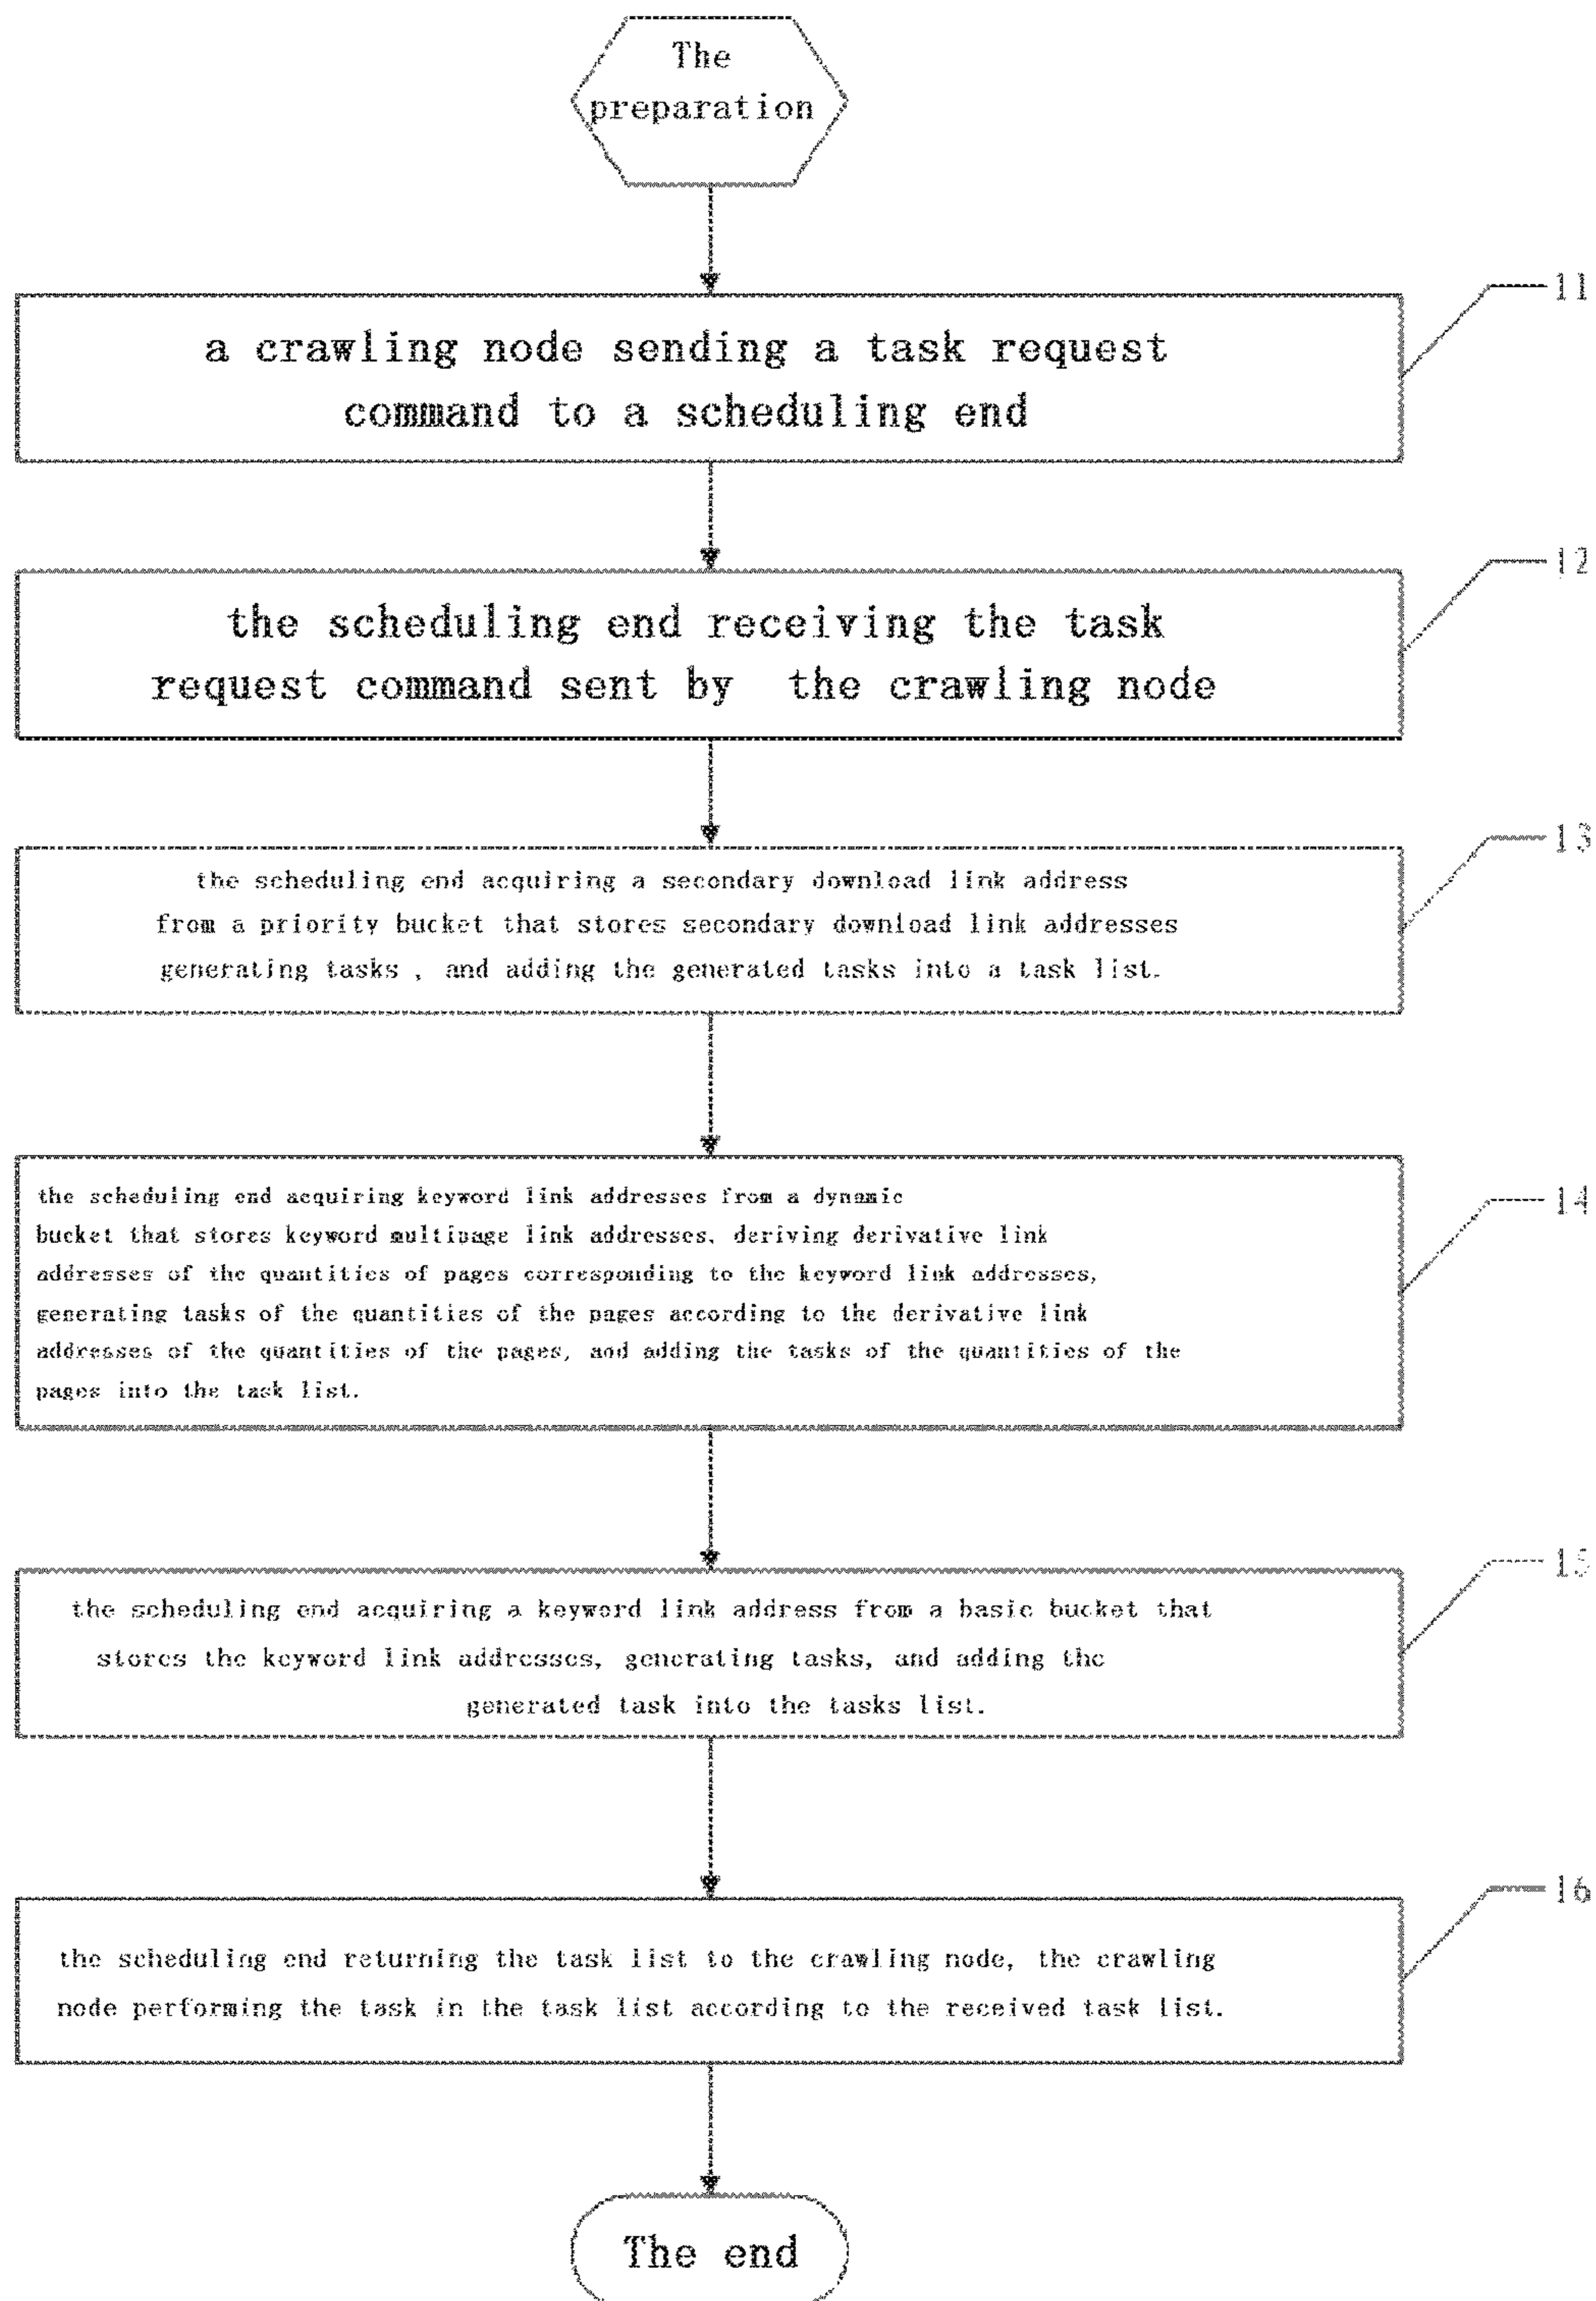 The
preparation
11
a crawling node sending a task request
command to a scheduling end
12
the scheduling end receiving the task
request command sent by the crawling node
13
the scheduling end acquiring a secondary download link address
from a priority bucket that stores secondary download link addresses
generating tasks , and adding the generated tasks into a task list.
14
the scheduling end acquiring keyword link addresses from a dynamic
bucket that stores keyword multipage link addresses, deriving derivative link
addresses of the quantities of pages corresponding to the keyword link addresses,
generating tasks of the quantities of the pages according to the derivative link
addresses of the quantities of the pages, and adding the tasks of the quantities of the
pages into the task list.
15
the scheduling end acquiring a keyword link address from a basic bucket that
stores the keyword link addresses, generating tasks, and adding the
generated task into the tasks list.
16
the scheduling end returning the task list to the crawling node, the crawling
node performing the task in the task list according to the received task list.
The end